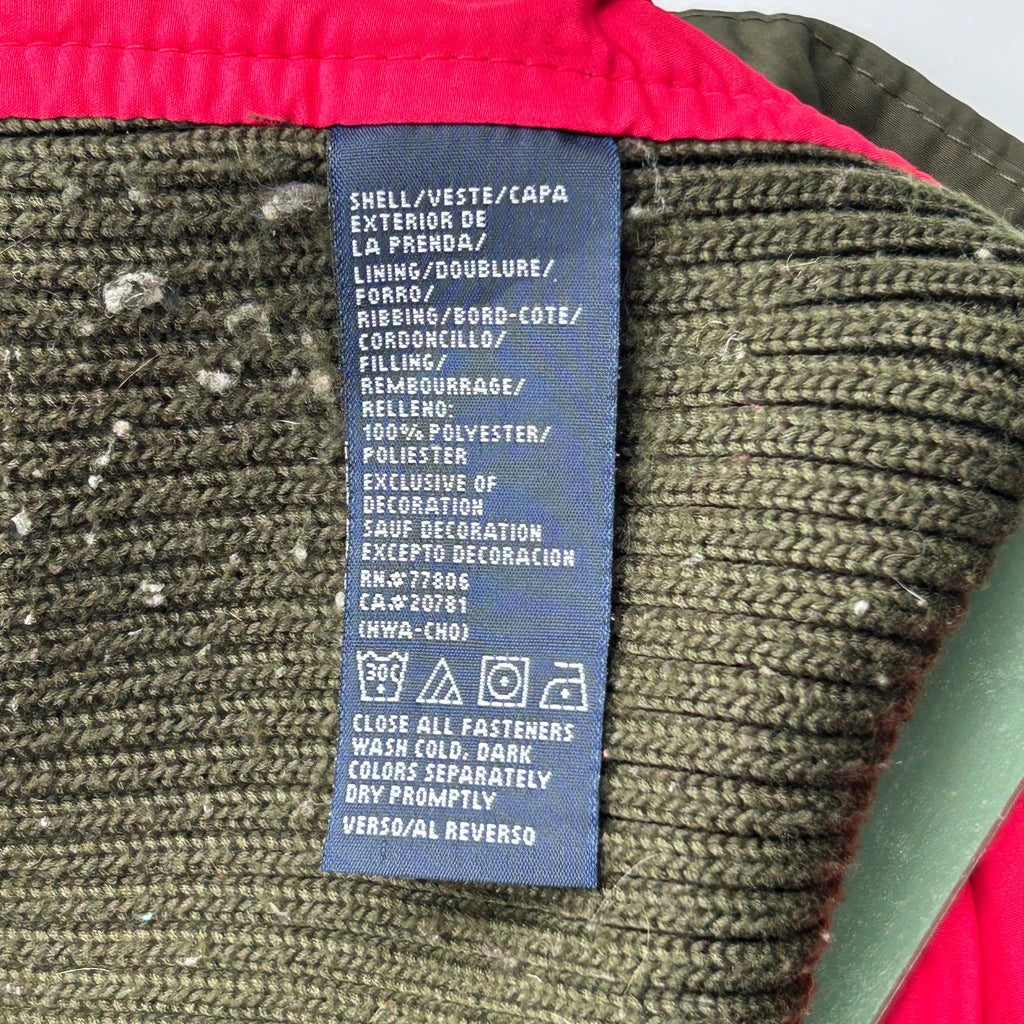 SHELL/VESTE/CAPA
EXTERIOR DE
LA PRENDA/
LINING/DOUBLURE/
FORRO/
RIBBING/BORD-COTE/
CORDONCILLO/
FILLING/
REMBOURRAGE/
RELLENO:
100% POLYESTER/
POLIESTER
EXCLUSIVE OF
DECORATION
SAUF DECORATION
EXCEPTO DECORACION
RN#77806
CA#20781
(HWA-CHO)
30C
CLOSE ALL FASTENERS
WASH COLD. DARK
COLORS SEPARATELY
DRY PROMPTLY
VERSO/AL REVERSO